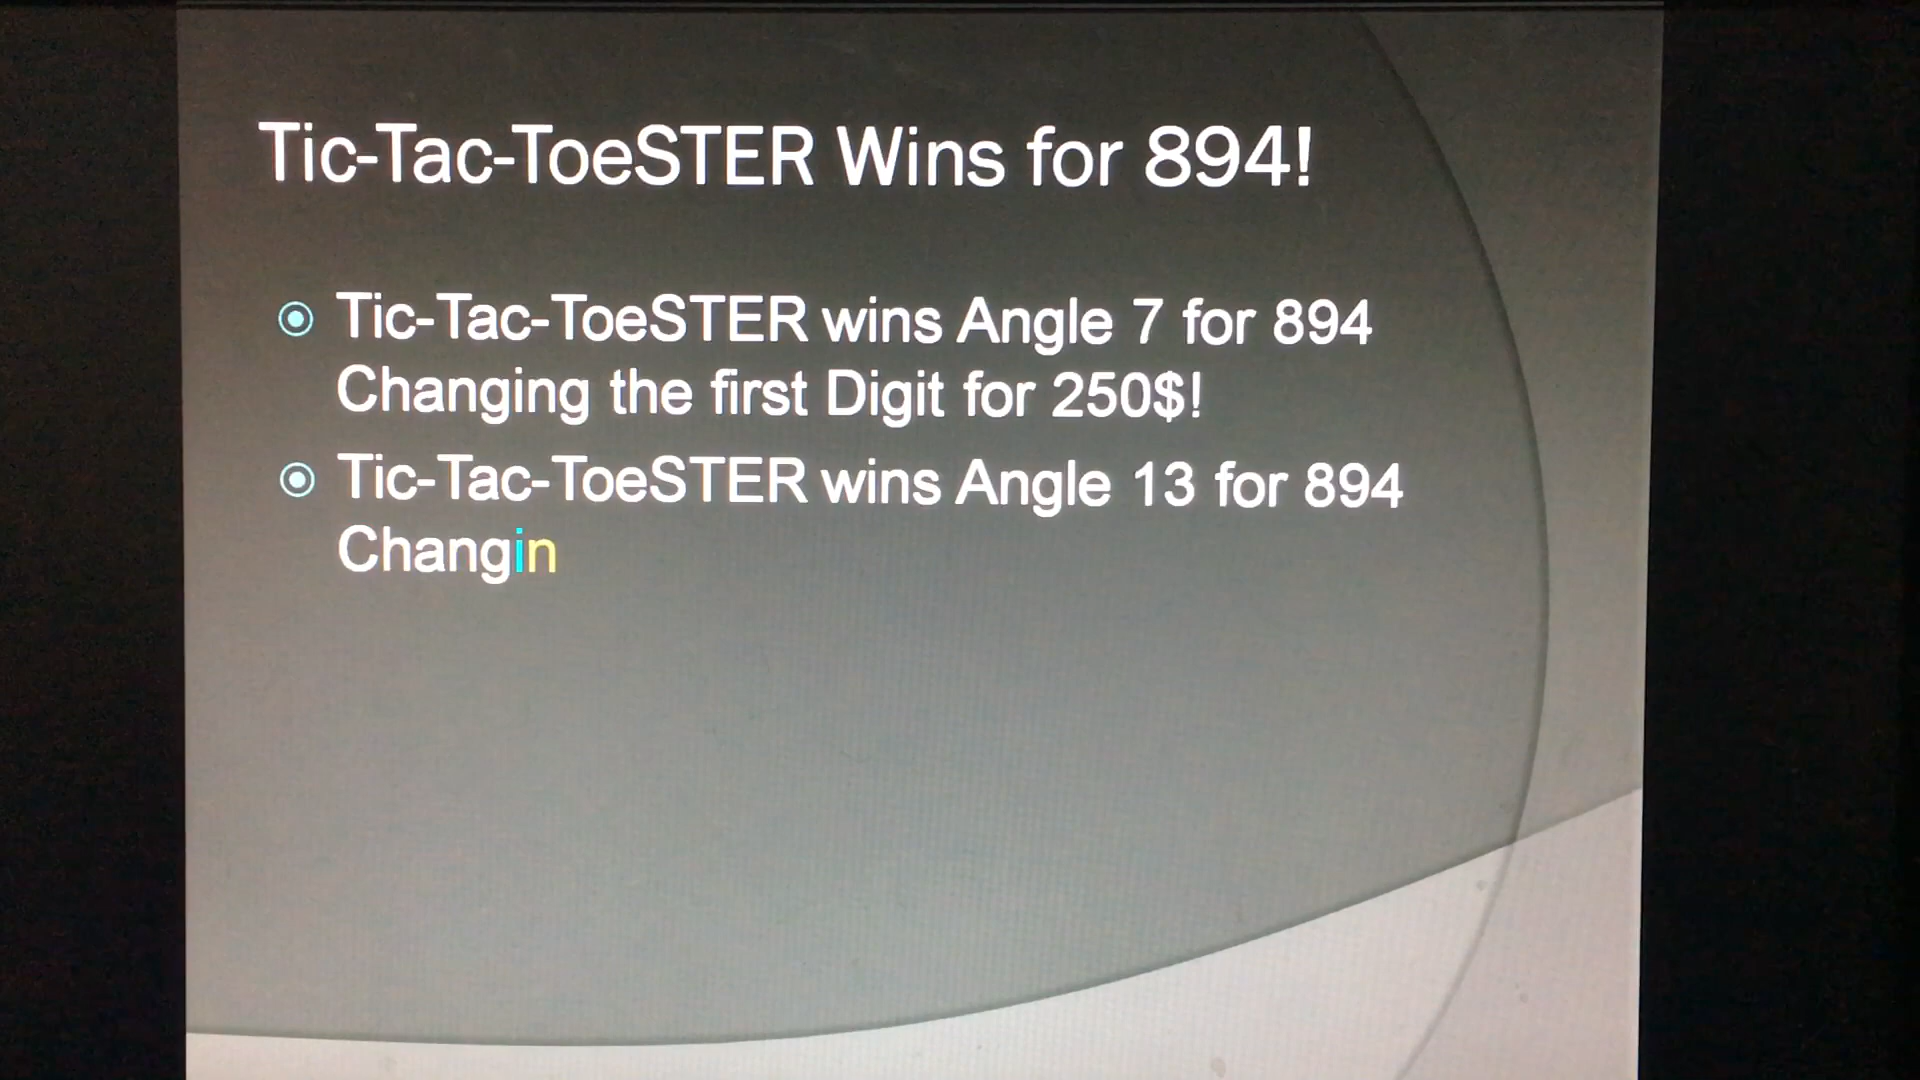 Tic-Tac-ToeSTER Wins for 894!
Tic-Tac-ToeSTER wins Angle 7 for 894
Changing the first Digit for 250$!
Tic-Tac-ToeSTER wins Angle 13 for 894
Changin